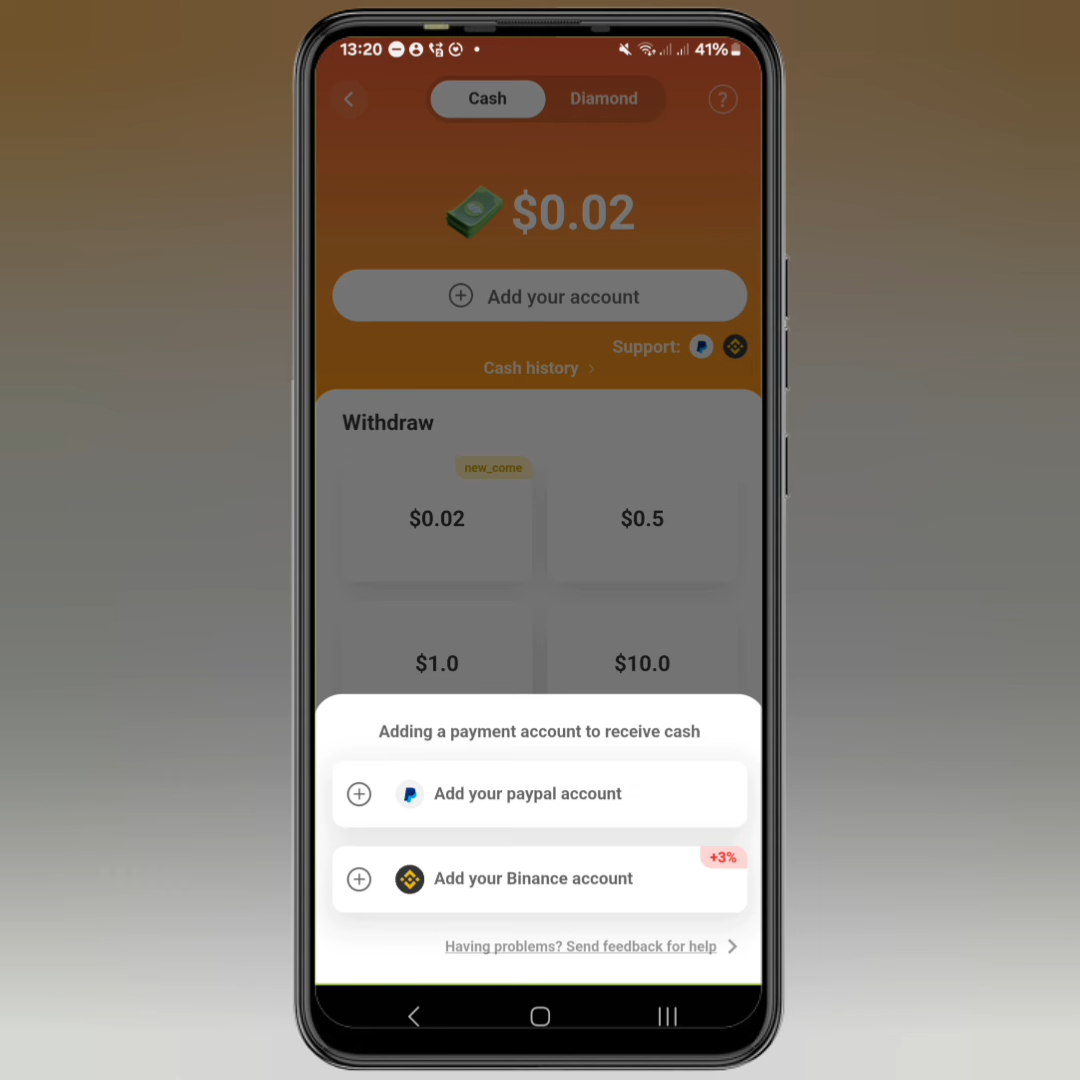 13:20
41%
Cash
Diamond
?
$0.02
Add your account
Support:
Cash history
Withdraw
new_come
$0.02
$0.5
$1.0
$10.0
Adding a payment account to receive cash
Add your paypal account
+3%
Add your Binance account
Having problems? Send feedback for help